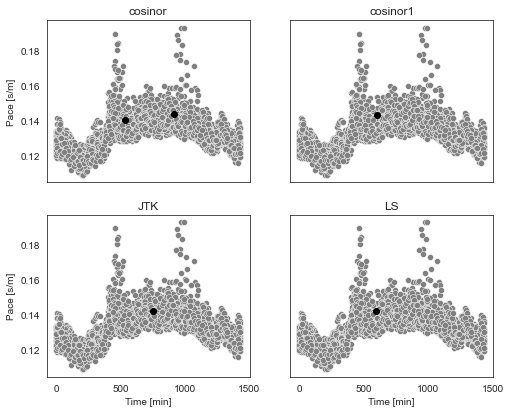 cosinor
cosinor1
0.18
0.16
0.14
0.12
Pace [s/m]
JTK
LS
0.18
0.16
0.14
0.12
Pace [s/m]
0
500
1000
1500
0
500
1000
1500
Time [min]
Time [min]